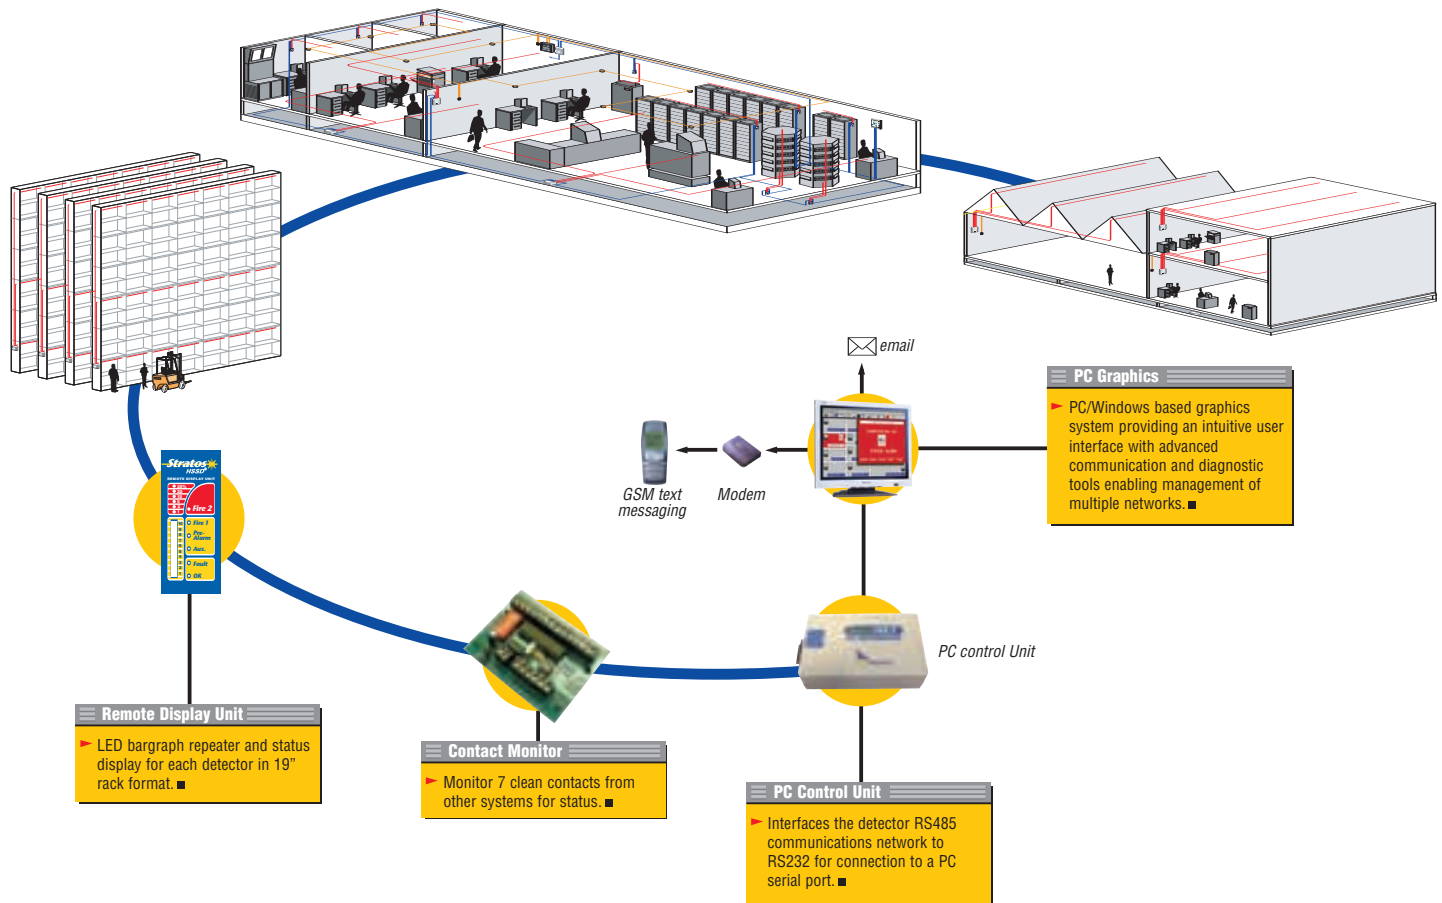 email
PC Graphics
PC/Windows based graphics
system providing an intuitive user
interface with advanced
communication and diagnostic
tools enabling management of
multiple networks.
GSM text
messaging
Modem
Stratos
HSSD
REMOTE DISPLAY UNIT
Fire 2
Fire 1
Pre-
Alarm
Aux.
Fault
OK
PC control Unit
Remote Display Unit
LED bargraph repeater and status
display for each detector in 19”
rack format.
Contact Monitor
Monitor 7 clean contacts from
other systems for status.
PC Control Unit
Interfaces the detector RS485
communications network to
RS232 for connection to a PC
serial port.